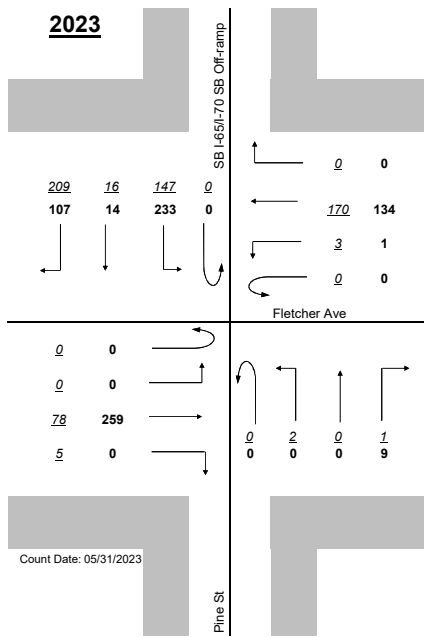 2023
SB I-65/I-70 SB Off-ramp
0 0
209 16 147 0
107 14 233 0
170 134
3 1
0 0
Fletcher Ave
0 0
0 0
78 259
5 0
0 2 0 1
0 0 0 9
Count Date: 05/31/2023
Pine St